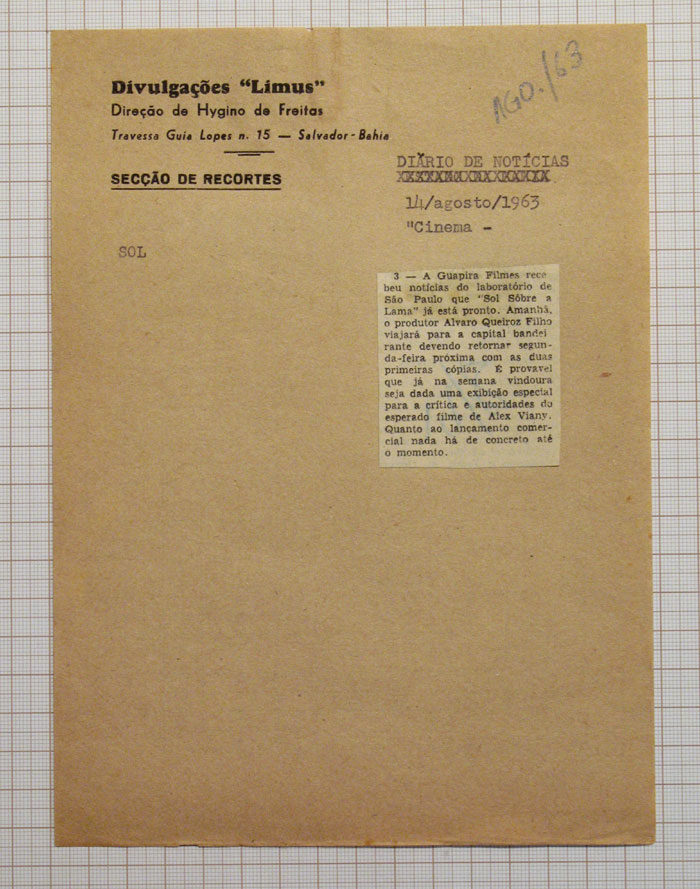 Divulgações "Límus"
Direção de Hygino de Freitas
Travessa Guia Lopes n. 15 — Salvador - Bahia
SECÇÃO DE RECORTES
AGO./63
DIÁRIO DE NOTÍCIAS
14/agosto/1963
"Cinema -
SOL
3 — A Guapira Filmes rece
beu notícias do laboratório de
São Paulo que "Sol Sôbre a
Lama" já está pronto. Amanhã,
o produtor Alvaro Queiroz Filho
viajará para a capital bandei
rante devendo retornar segun-
da-feira próxima com as duas
primeiras cópias. É provavel
que já na semana vindoura
seja dada uma exibição especial
para a crítica e autoridades do
esperado filme de Alex Viany.
Quanto ao lançamento comer-
cial nada há de concreto até
o momento.